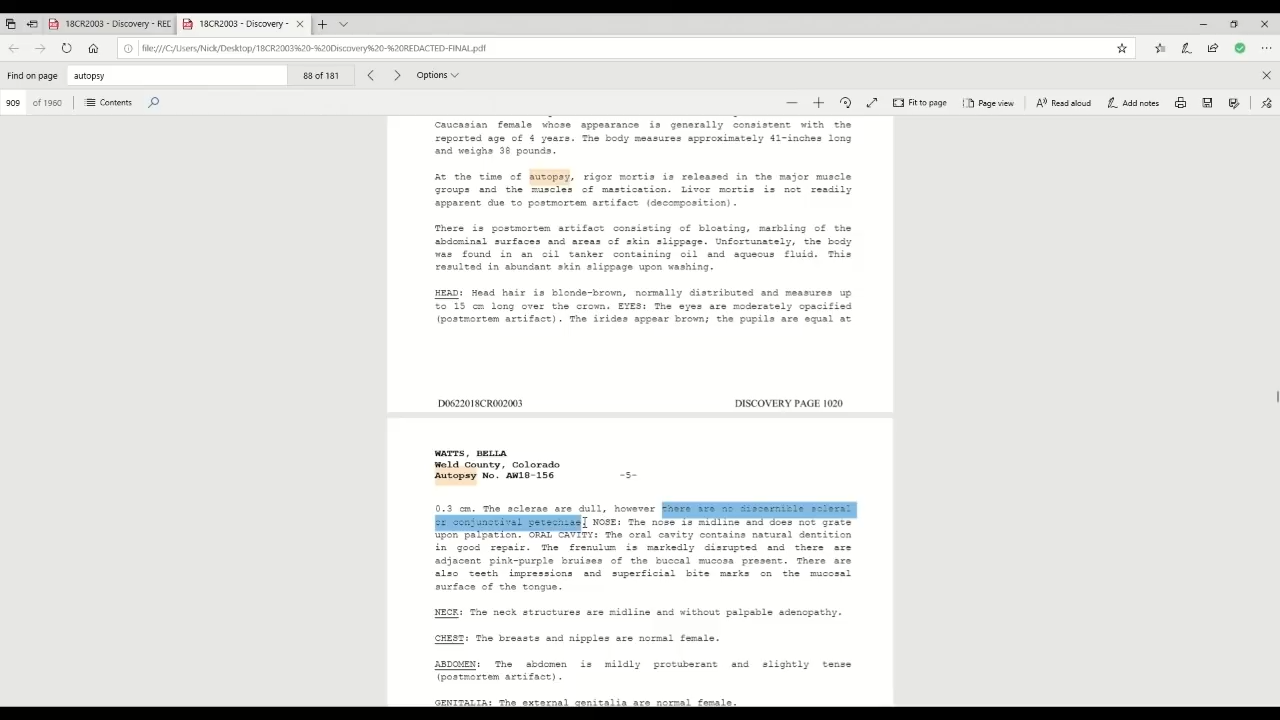 18CR2003 - Discovery - RED
18CR2003 - Discovery -
file:///C:/Users/Nick/Desktop/18CR2003%20-%20Discovery%20-%20REDACTED-FINAL.pdf
Find on page autopsy 88 of 181 Options
909 of 1960 Contents Fit to page Page view Read aloud Add notes
Caucasian female whose appearance is generally consistent with the
reported age of 4 years. The body measures approximately 41-inches long
and weighs 38 pounds.
At the time of autopsy, rigor mortis is released in the major muscle
groups and the muscles of mastication. Livor mortis is not readily
apparent due to postmortem artifact (decomposition).
There is postmortem artifact consisting of bloating, marbling of the
abdominal surfaces and areas of skin slippage. Unfortunately, the body
was found in an oil tanker containing oil and aqueous fluid. This
resulted in abundant skin slippage upon washing.
HEAD: Head hair is blonde-brown, normally distributed and measures up
to 15 cm long over the crown. EYES: The eyes are moderately opacified
(postmortem artifact). The irides appear brown; the pupils are equal at
D0622018CR002003 DISCOVERY PAGE 1020
WATTS, BELLA
Weld County, Colorado
Autopsy No. AW18-156 -5-
0.3 cm. The sclerae are dull, however there are no discernible scleral
or conjunctival petechiae. NOSE: The nose is midline and does not grate
upon palpation. ORAL CAVITY: The oral cavity contains natural dentition
in good repair. The frenulum is markedly disrupted and there are
adjacent pink-purple bruises of the buccal mucosa present. There are
also teeth impressions and superficial bite marks on the mucosal
surface of the tongue.
NECK: The neck structures are midline and without palpable adenopathy.
CHEST: The breasts and nipples are normal female.
ABDOMEN: The abdomen is mildly protuberant and slightly tense
(postmortem artifact).
GENITALIA: The external genitalia are normal female.